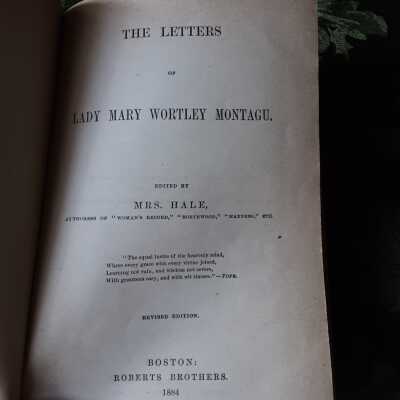 THE LETTERS
OF
LADY MARY WORTLEY MONTAGU.
EDITED BY
MRS. HALE,
AUTHORESS OF "WOMAN'S RECORD," "NORTHWOOD," "MANNERS," ETC.
"The equal lustre of the heavenly mind,
Where every grace with every virtue joined,
Learning not vain, and wisdom not severe,
With greatness easy, and with wit sincere."—POPE.
REVISED EDITION.
BOSTON:
ROBERTS BROTHERS.
1884